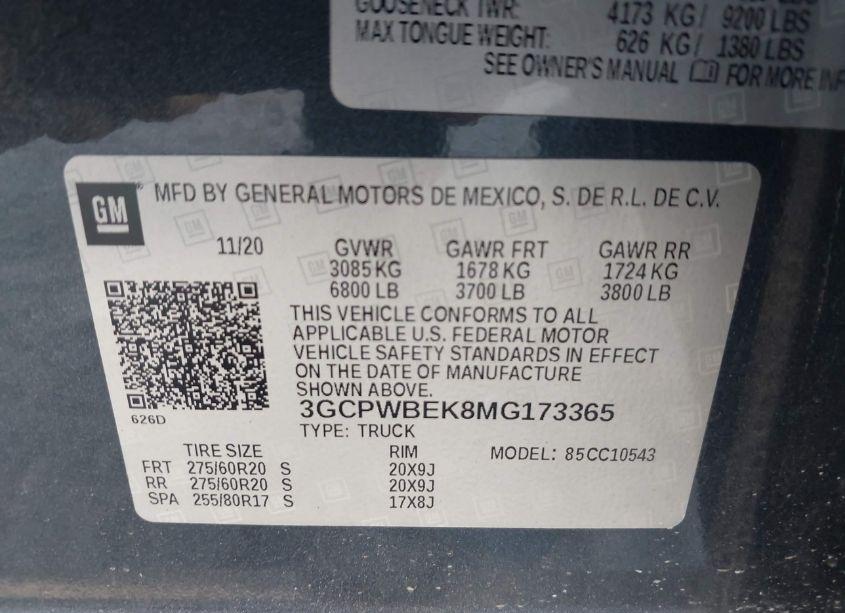 GOOSENECK TWR: 4173 KG/ 9200 LBS
MAX TONGUE WEIGHT: 626 KG/ 1380 LBS
SEE OWNER'S MANUAL FOR MORE INF
GM
MFD BY GENERAL MOTORS DE MEXICO, S. DE R.L. DE C.V.
11/20 GVWR GAWR FRT GAWR RR
3085 KG 1678 KG 1724 KG
6800 LB 3700 LB 3800 LB
THIS VEHICLE CONFORMS TO ALL
APPLICABLE U.S. FEDERAL MOTOR
VEHICLE SAFETY STANDARDS IN EFFECT
ON THE DATE OF MANUFACTURE
SHOWN ABOVE.
626D
3GCPWBEK8MG173365
TYPE: TRUCK
TIRE SIZE RIM MODEL: 85CC10543
FRT 275/60R20 S 20X9J
RR 275/60R20 S 20X9J
SPA 255/80R17 S 17X8J